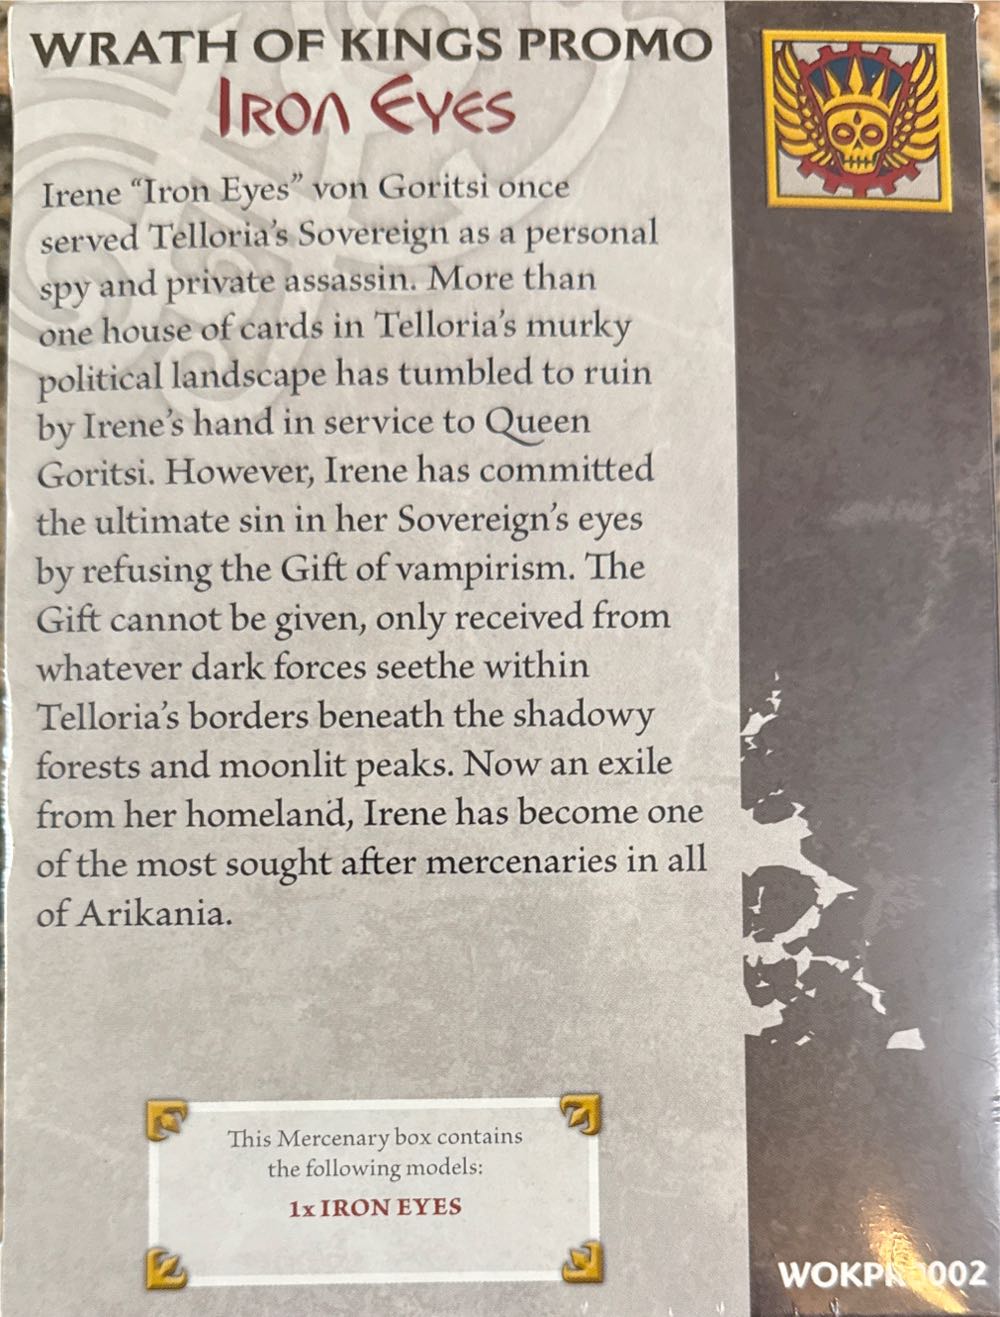 WRATH OF KINGS PROMO
IRON EYES
Irene “Iron Eyes” von Goritsi once
served Telloria’s Sovereign as a personal
spy and private assassin. More than
one house of cards in Telloria’s murky
political landscape has tumbled to ruin
by Irene’s hand in service to Queen
Goritsi. However, Irene has committed
the ultimate sin in her Sovereign’s eyes
by refusing the Gift of vampirism. The
Gift cannot be given, only received from
whatever dark forces seethe within
Telloria’s borders beneath the shadowy
forests and moonlit peaks. Now an exile
from her homeland, Irene has become one
of the most sought after mercenaries in all
of Arikania.
This Mercenary box contains
the following models:
1x IRON EYES